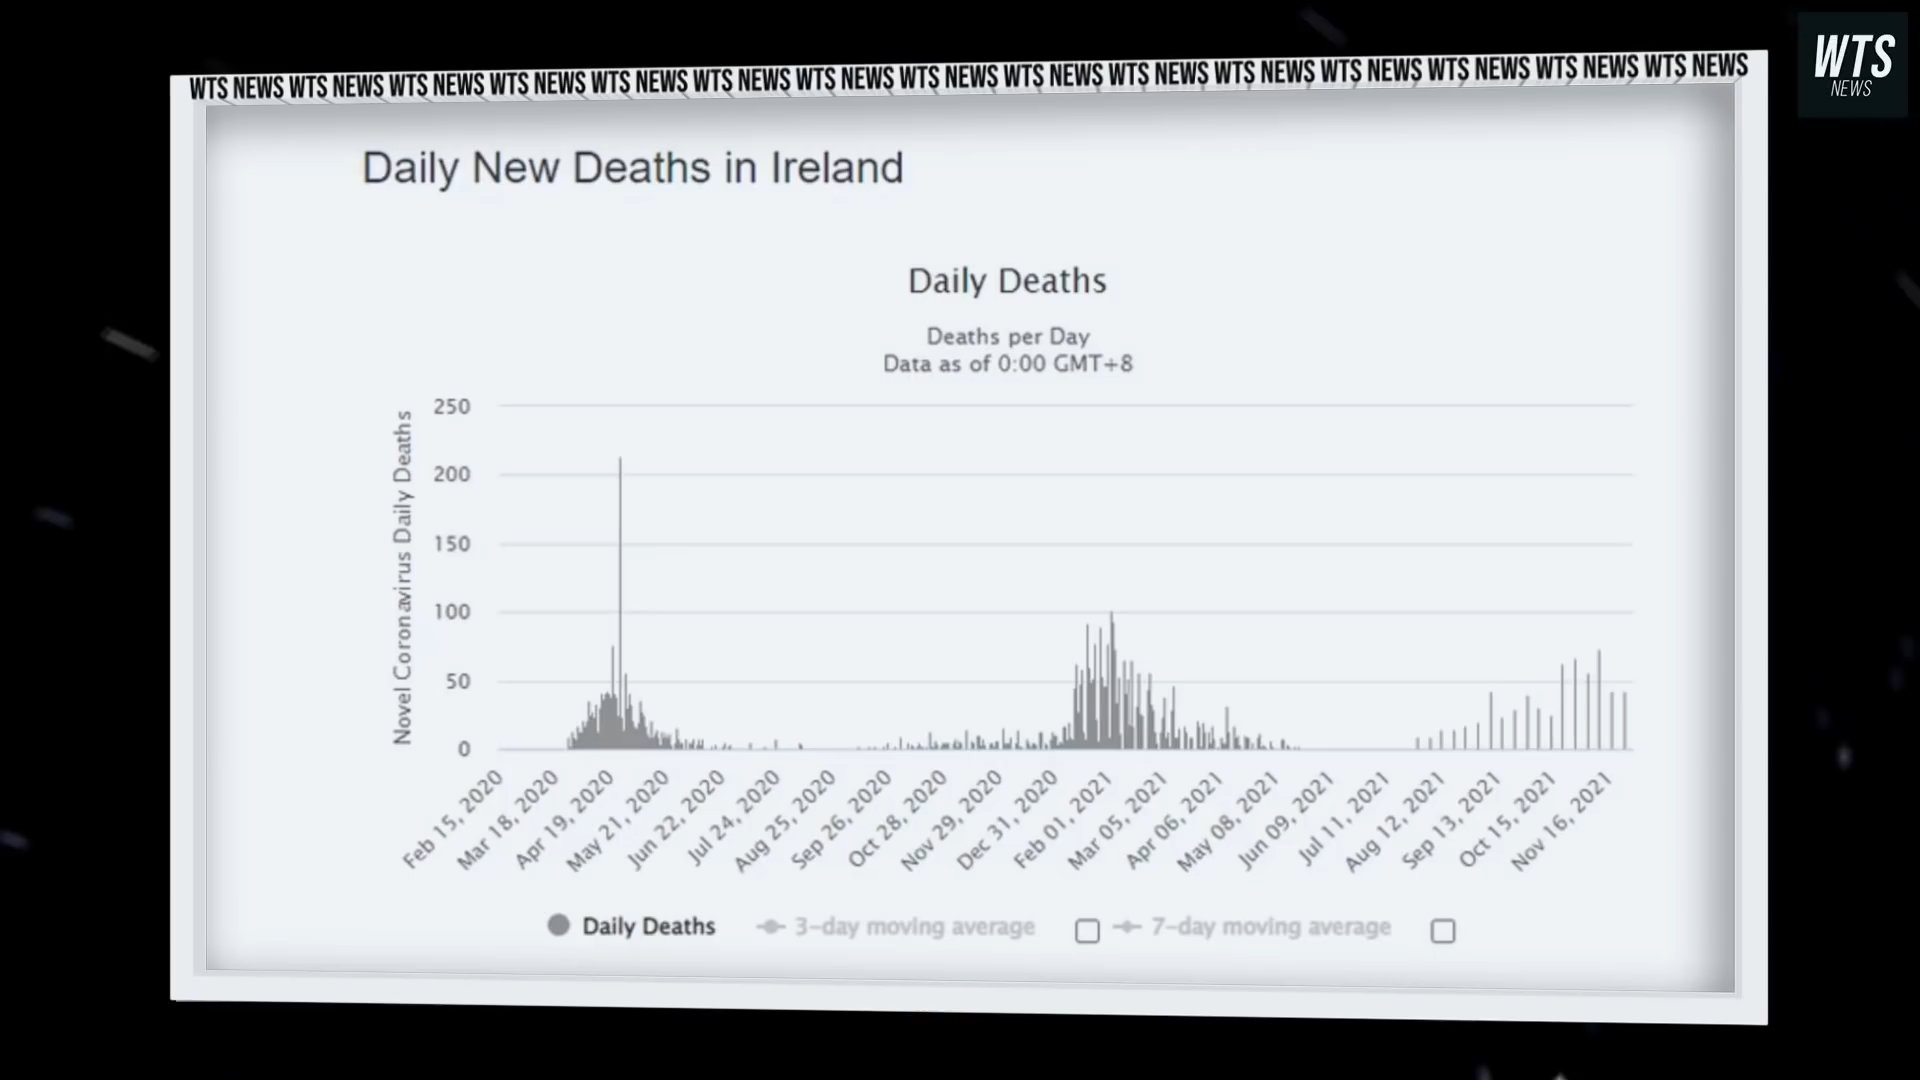 WTS NEWS WTS NEWS WTS NEWS WTS NEWS WTS NEWS WTS NEWS WTS NEWS WTS NEWS WTS NEWS WTS NEWS WTS NEWS WTS NEWS WTS NEWS WTS NEWS WTS NEWS
WTS
NEWS
Daily New Deaths in Ireland
Daily Deaths
Deaths per Day
Data as of 0:00 GMT+8
Novel Coronavirus Daily Deaths
250
200
150
100
50
0
Feb 15, 2020
Mar 18, 2020
Apr 19, 2020
May 21, 2020
Jun 22, 2020
Jul 24, 2020
Aug 25, 2020
Sep 26, 2020
Oct 28, 2020
Nov 29, 2020
Dec 31, 2020
Feb 01, 2021
Mar 05, 2021
Apr 06, 2021
May 08, 2021
Jun 09, 2021
Jul 11, 2021
Aug 12, 2021
Sep 13, 2021
Oct 15, 2021
Nov 16, 2021
Daily Deaths 3-day moving average 7-day moving average